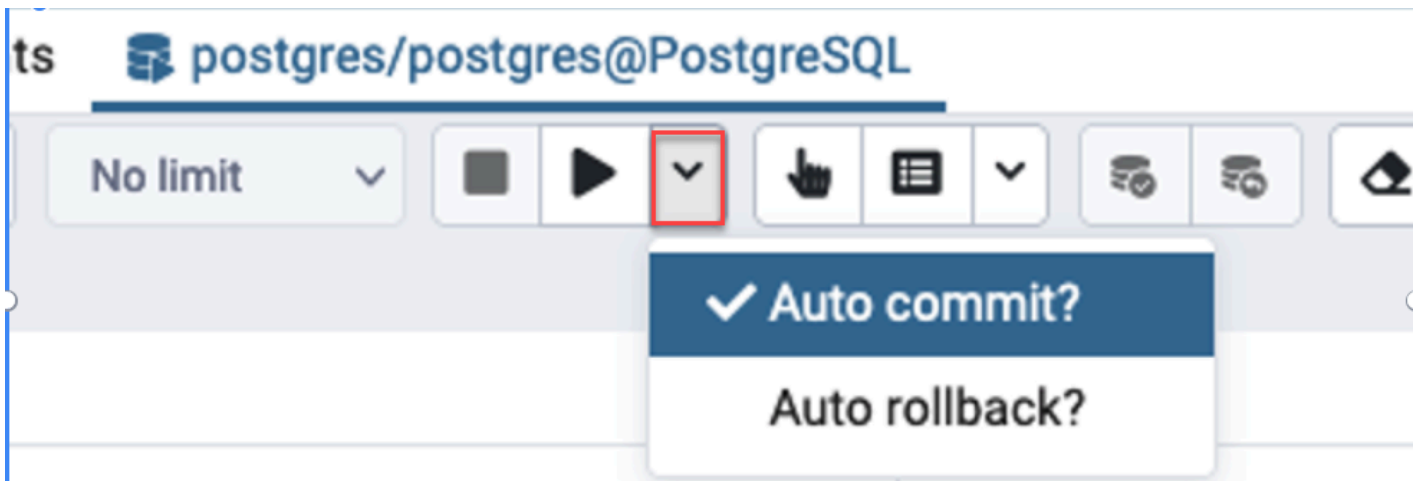 ts
postgres/postgres@PostgreSQL
No limit
Auto commit?
Auto rollback?